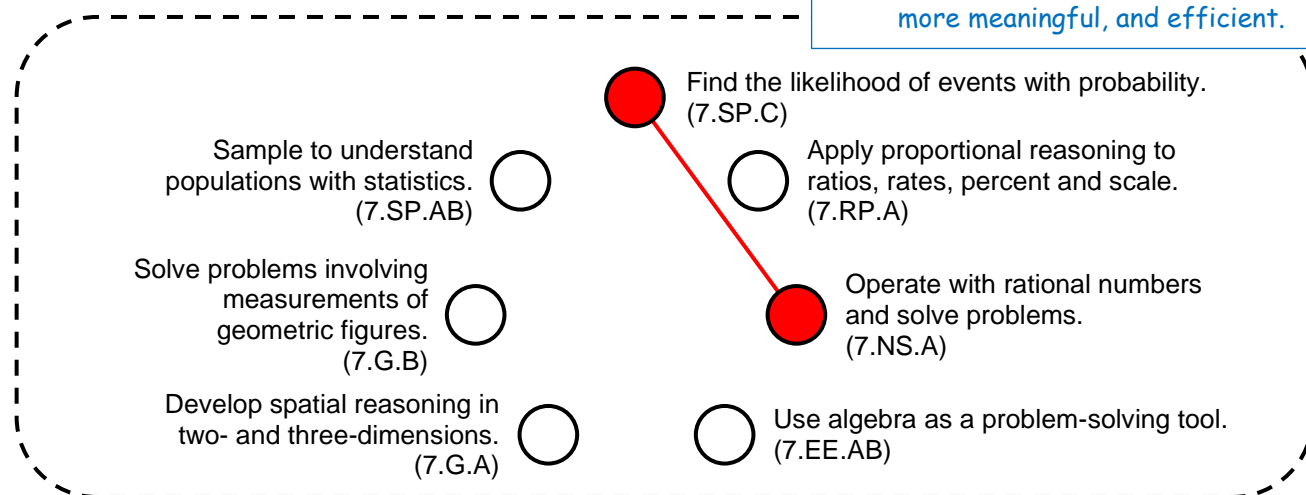 more meaningful, and efficient.
Find the likelihood of events with probability.
(7.SP.C)
Sample to understand
populations with statistics.
(7.SP.AB)
Apply proportional reasoning to
ratios, rates, percent and scale.
(7.RP.A)
Solve problems involving
measurements of
geometric figures.
(7.G.B)
Operate with rational numbers
and solve problems.
(7.NS.A)
Develop spatial reasoning in
two- and three-dimensions.
(7.G.A)
Use algebra as a problem-solving tool.
(7.EE.AB)